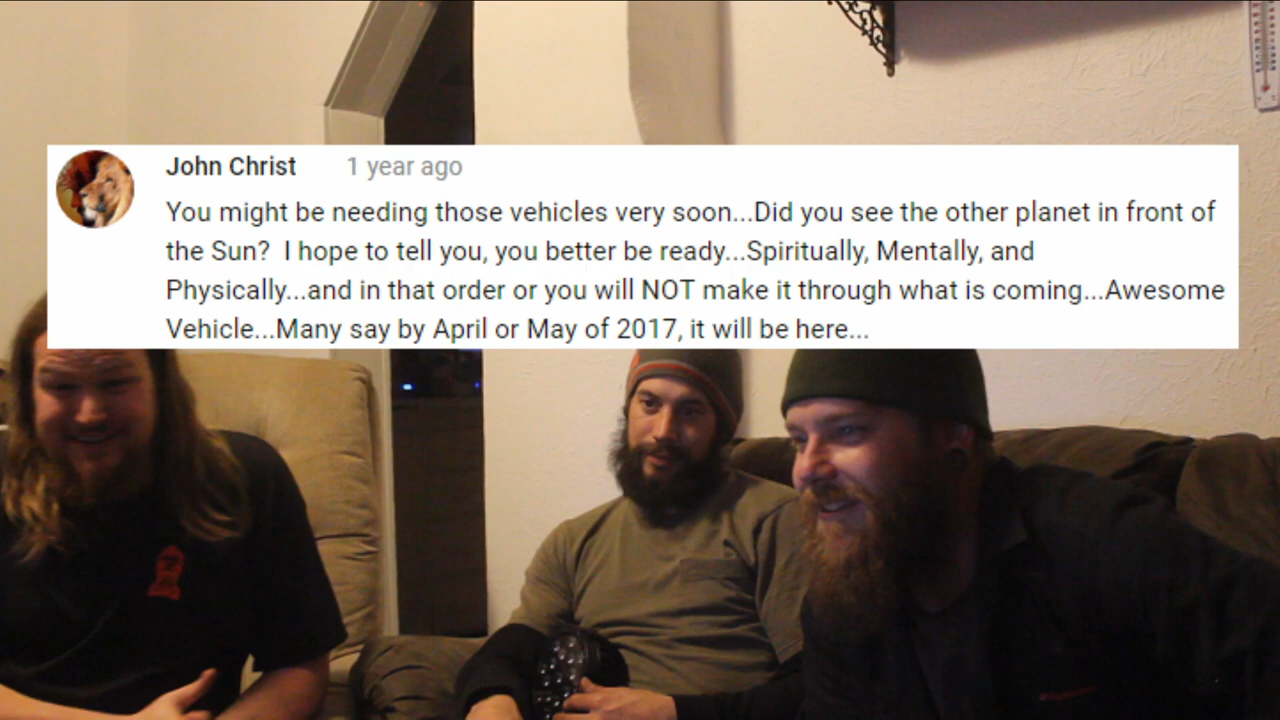 John Christ 1 year ago
You might be needing those vehicles very soon...Did you see the other planet in front of
the Sun?  I hope to tell you, you better be ready...Spiritually, Mentally, and
Physically...and in that order or you will NOT make it through what is coming...Awesome
Vehicle...Many say by April or May of 2017, it will be here...